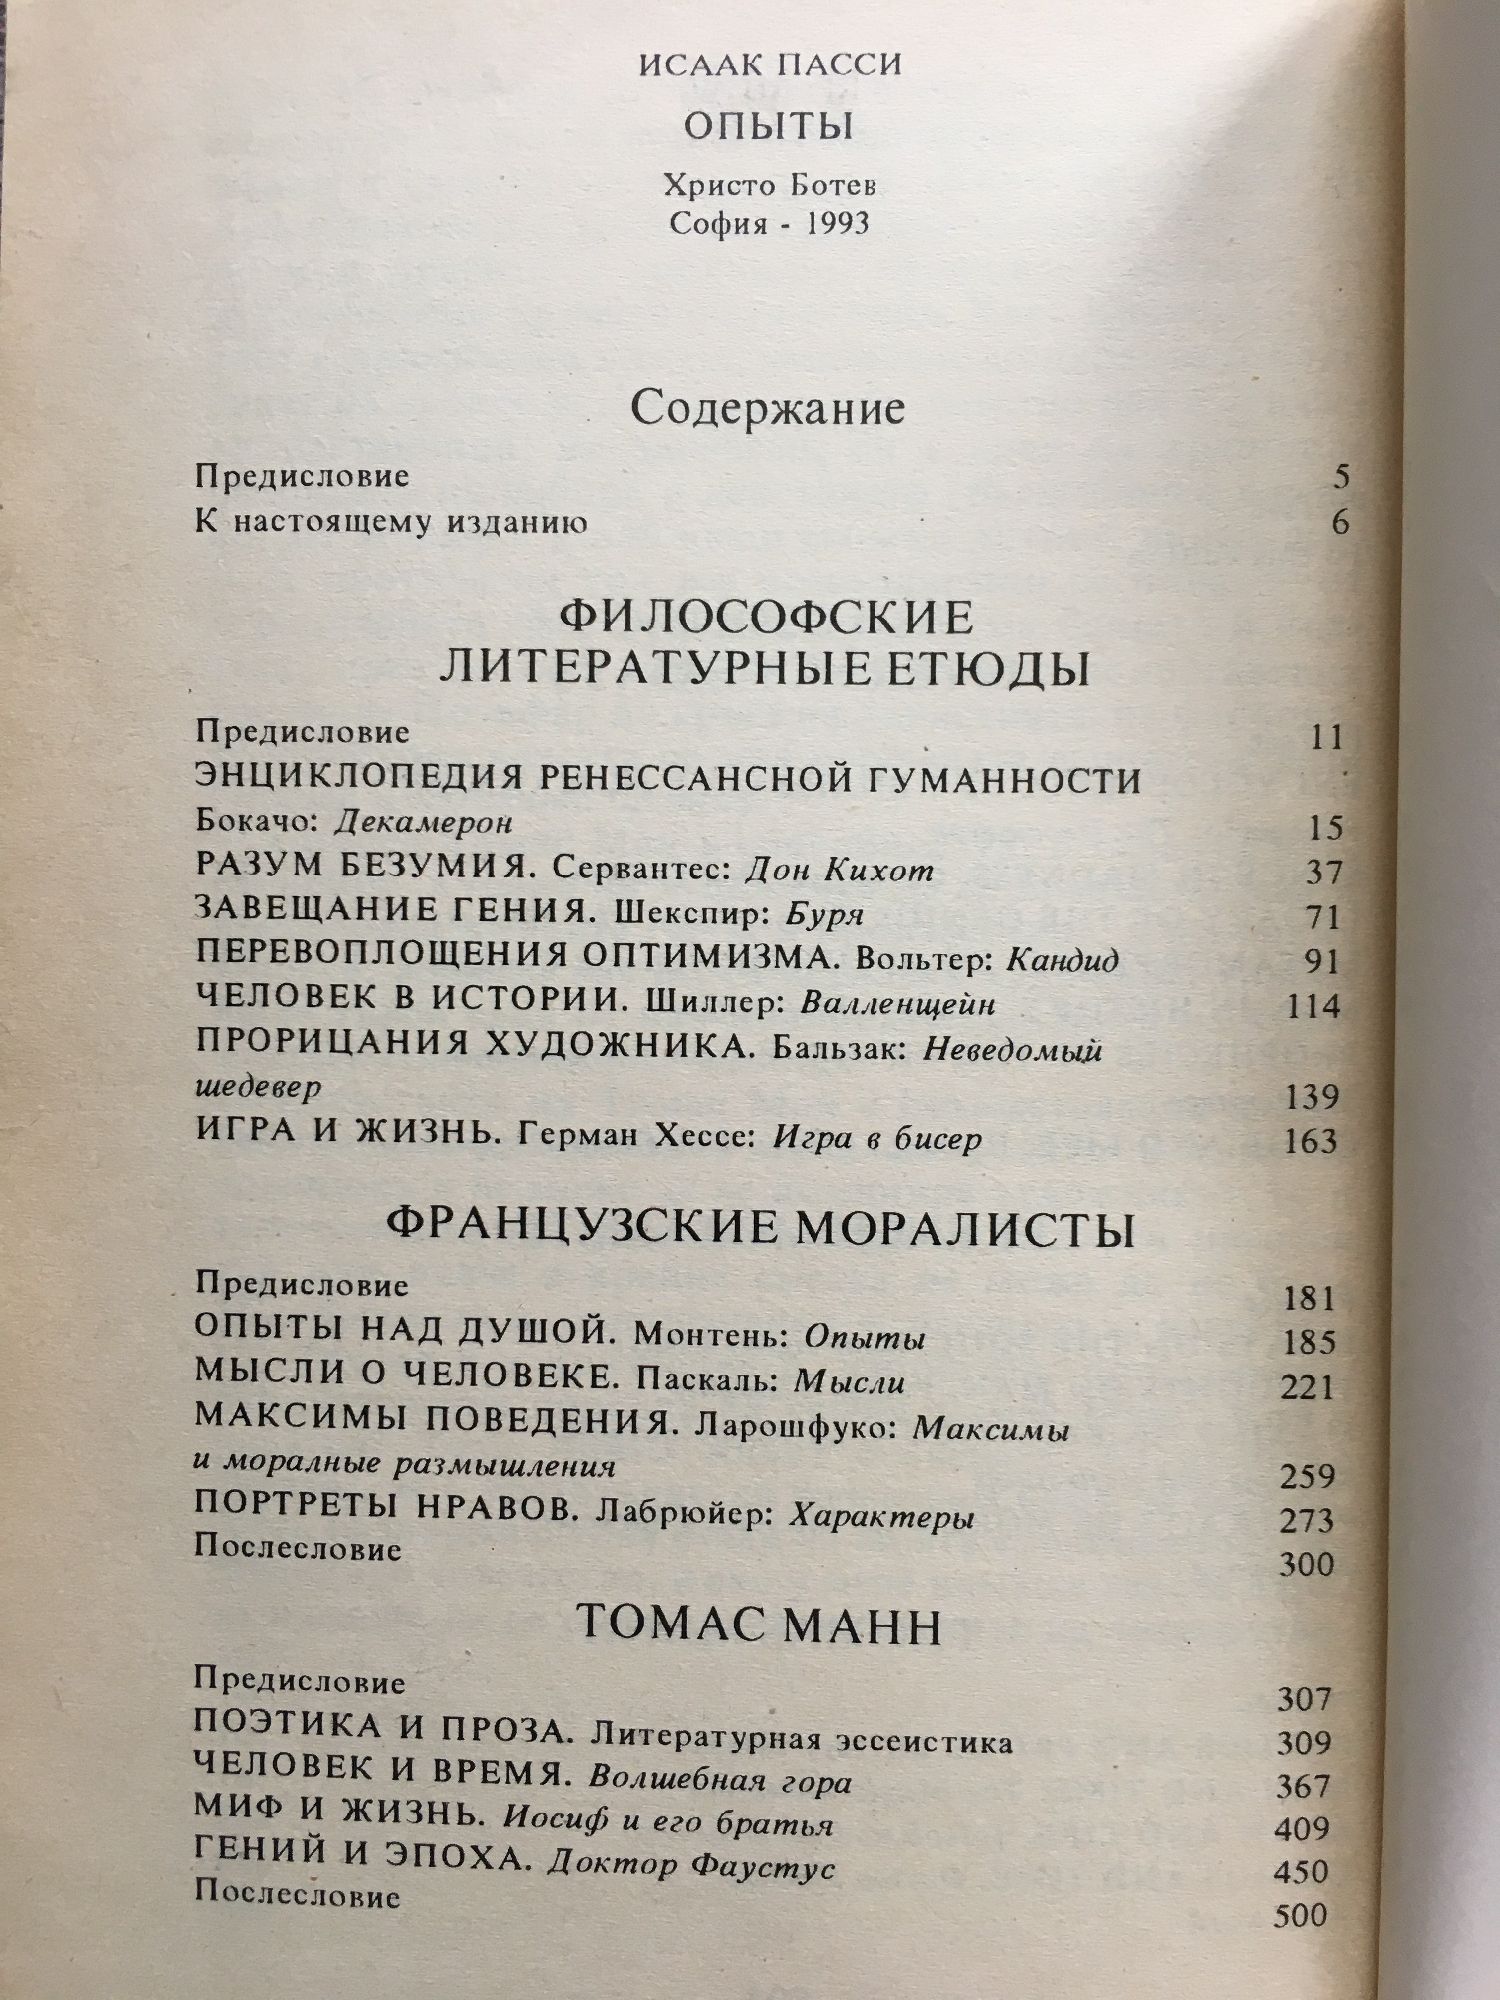 ИСААК ПАССИ
ОПЫТЫ
Христо Ботев
София - 1993
Содержание
Предисловие 5
К настоящему изданию 6
ФИЛОСОФСКИЕ
ЛИТЕРАТУРНЫЕ ЕТЮДЫ
Предисловие 11
ЭНЦИКЛОПЕДИЯ РЕНЕССАНСНОЙ ГУМАННОСТИ
Бокачо: Декамерон 15
РАЗУМ БЕЗУМИЯ. Сервантес: Дон Кихот 37
ЗАВЕЩАНИЕ ГЕНИЯ. Шекспир: Буря 71
ПЕРЕВОПЛОЩЕНИЯ ОПТИМИЗМА. Вольтер: Кандид 91
ЧЕЛОВЕК В ИСТОРИИ. Шиллер: Валленщейн 114
ПРОРИЦАНИЯ ХУДОЖНИКА. Бальзак: Неведомый
шедевер 139
ИГРА И ЖИЗНЬ. Герман Хессе: Игра в бисер 163
ФРАНЦУЗСКИЕ МОРАЛИСТЫ
Предисловие 181
ОПЫТЫ НАД ДУШОЙ. Монтень: Опыты 185
МЫСЛИ О ЧЕЛОВЕКЕ. Паскаль: Мысли 221
МАКСИМЫ ПОВЕДЕНИЯ. Ларошфуко: Максимы
и моралные размышления 259
ПОРТРЕТЫ НРАВОВ. Лабрюйер: Характеры 273
Послесловие 300
ТОМАС МАНН
Предисловие 307
ПОЭТИКА И ПРОЗА. Литературная эссеистика 309
ЧЕЛОВЕК И ВРЕМЯ. Волшебная гора 367
МИФ И ЖИЗНЬ. Иосиф и его братья 409
ГЕНИЙ И ЭПОХА. Доктор Фаустус 450
Послесловие 500